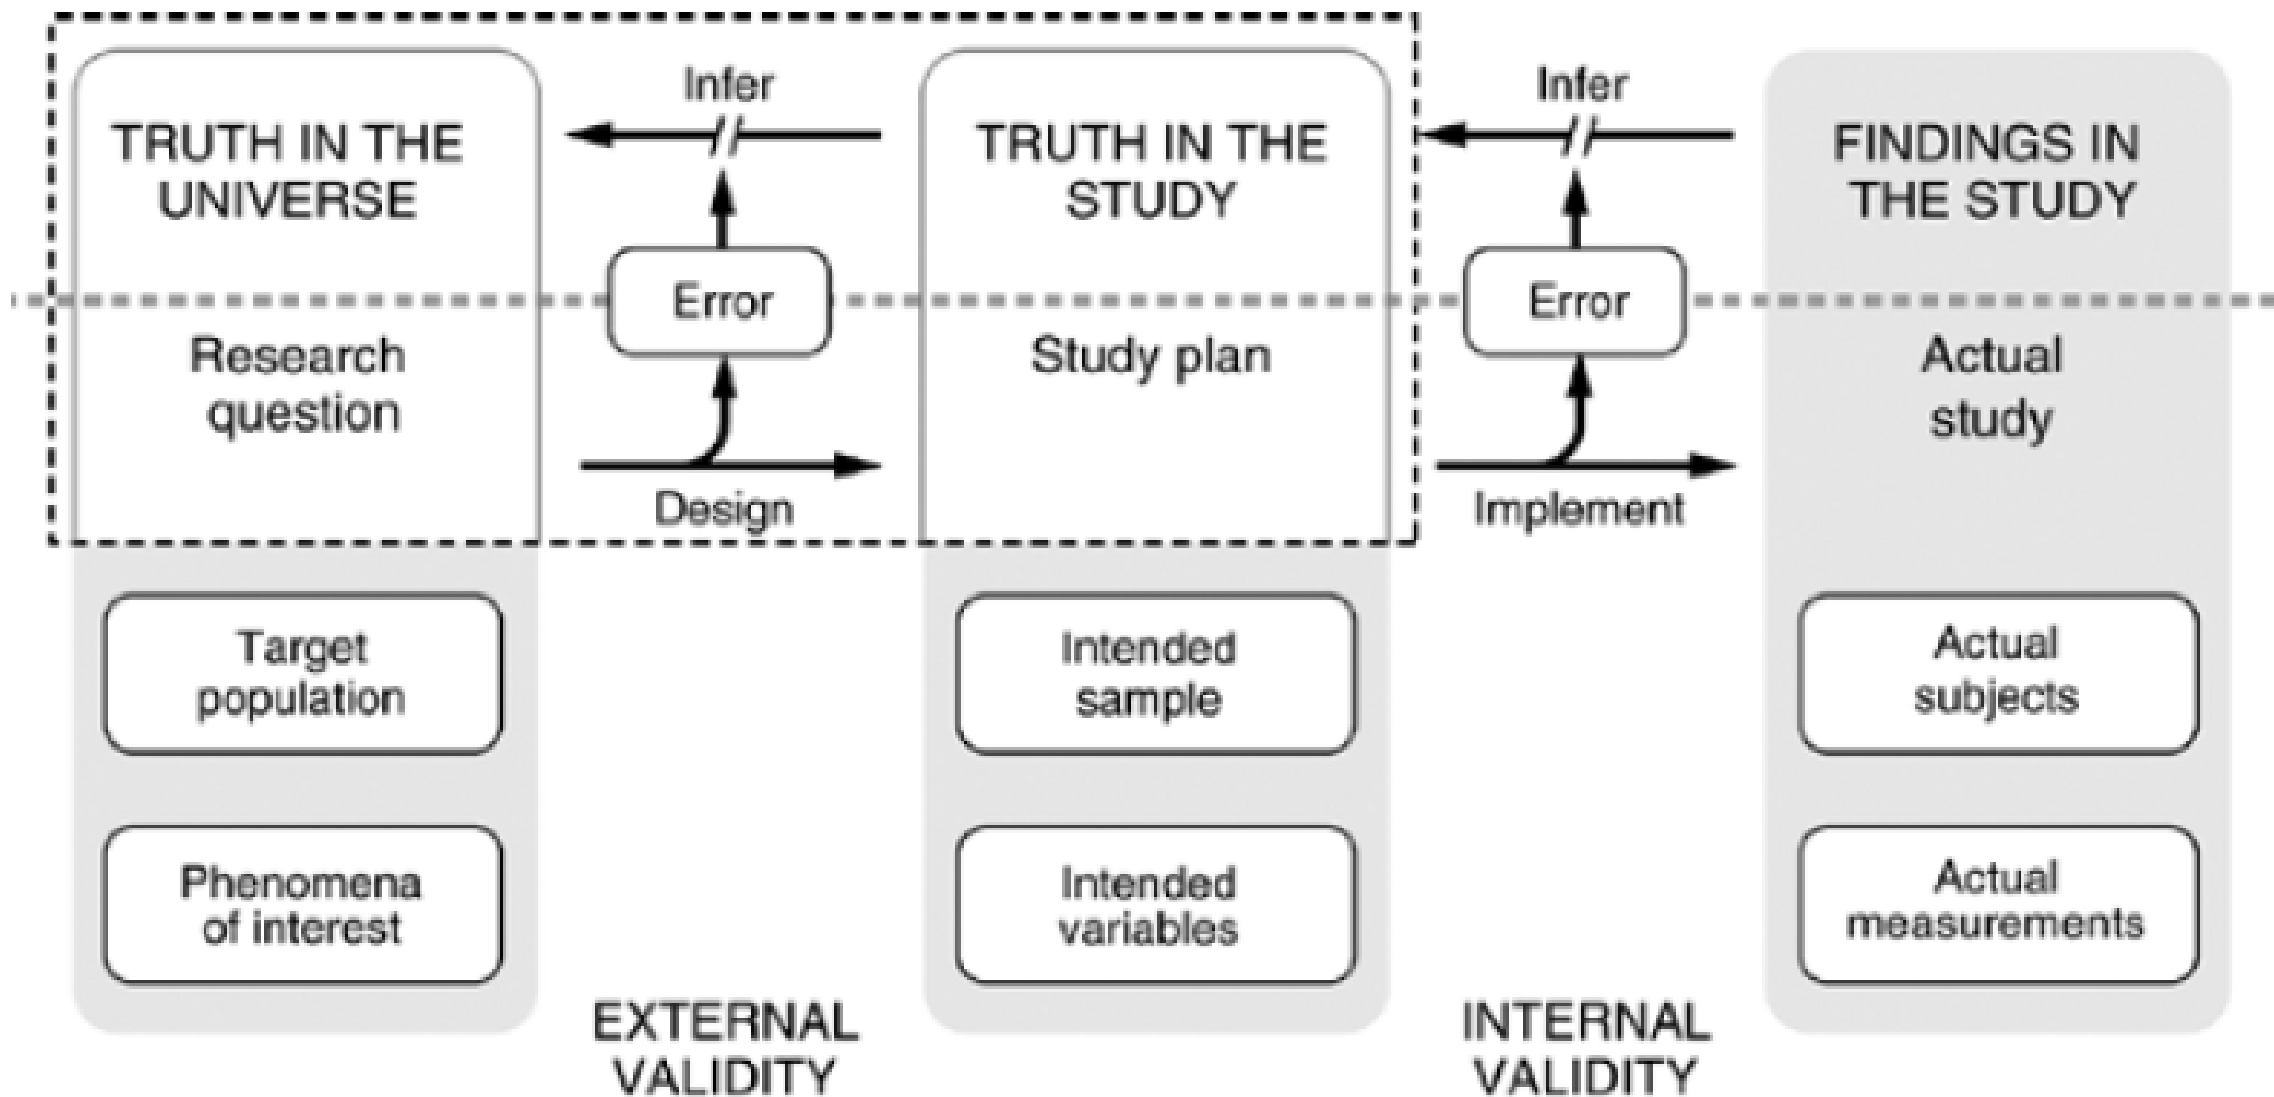 Infer
Infer
TRUTH IN THE
UNIVERSE
TRUTH IN THE
STUDY
FINDINGS IN
THE STUDY
Error
Error
Research
question
Study plan
Actual
study
Design
Implement
Target
population
Intended
sample
Actual
subjects
Phenomena
of interest
Intended
variables
Actual
measurements
EXTERNAL
VALIDITY
INTERNAL
VALIDITY